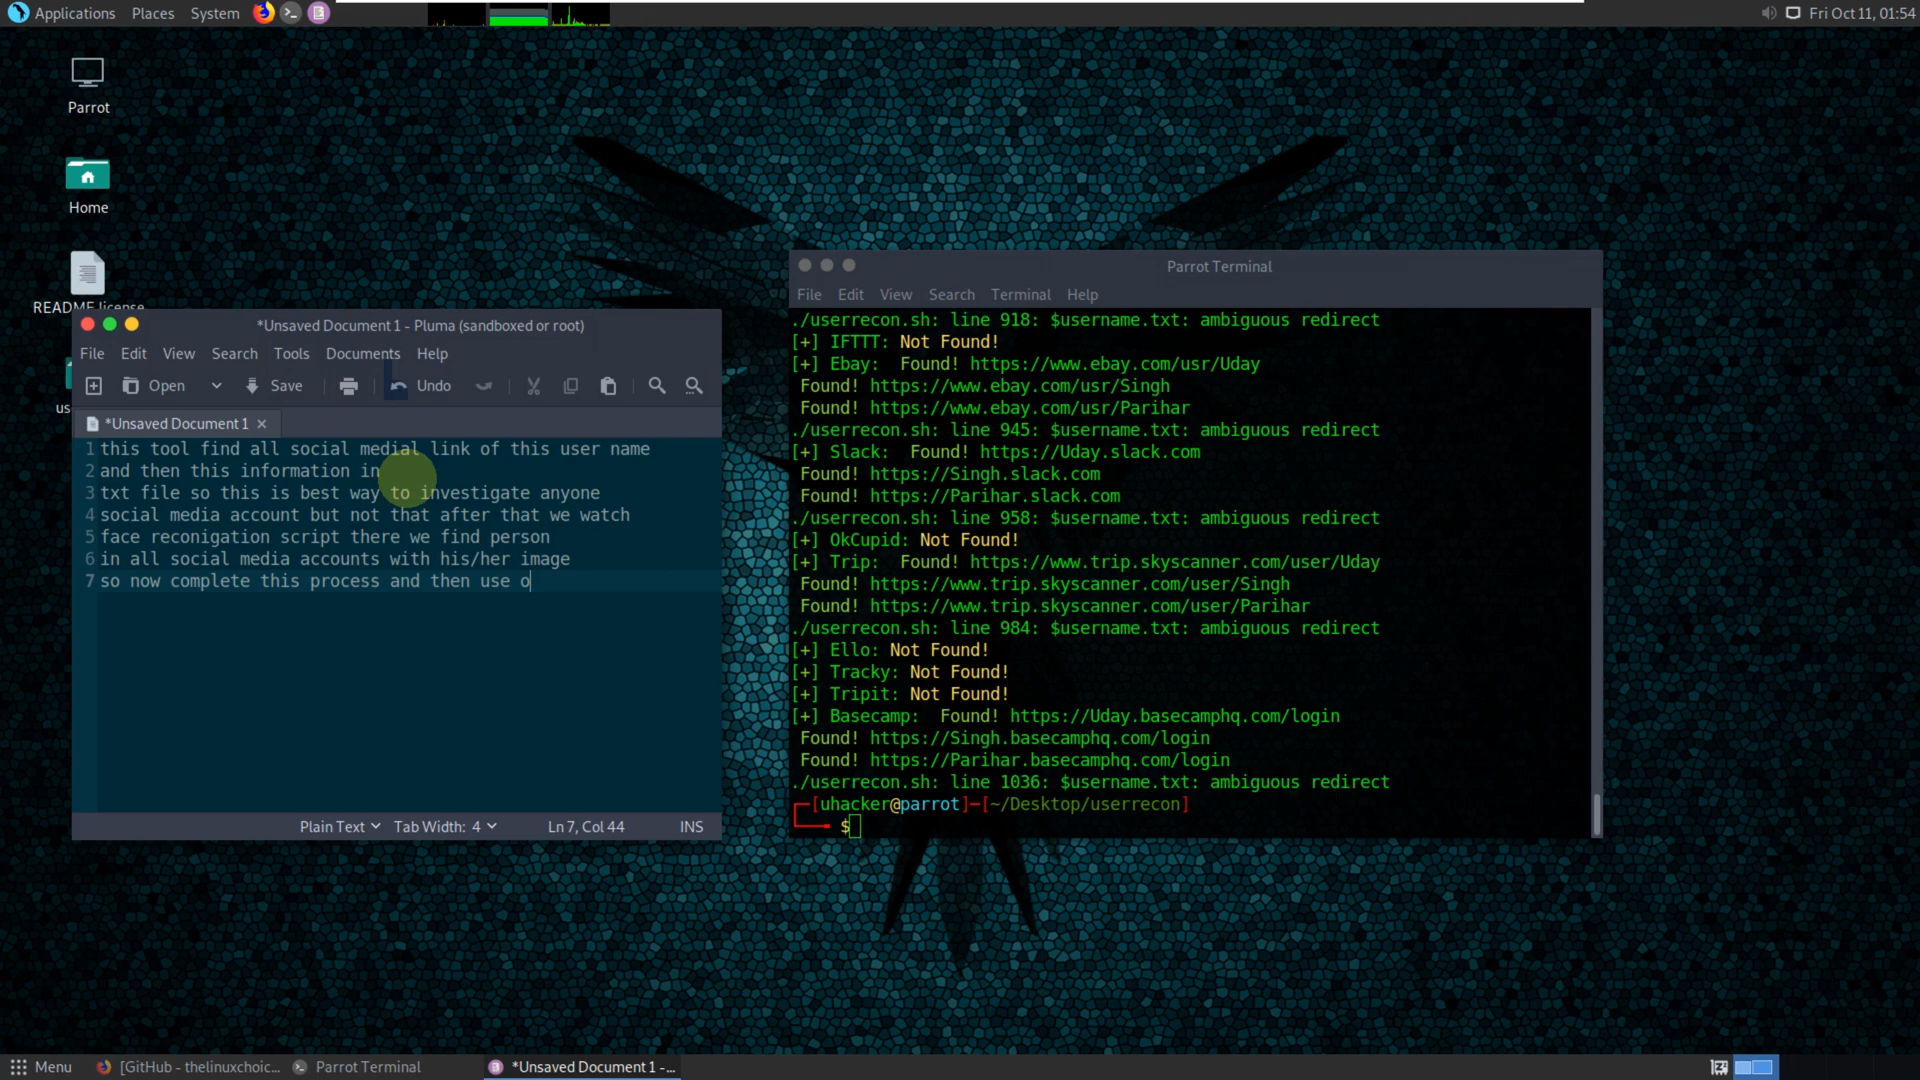 Applications Places System
Fri Oct 11, 01:54
Parrot
Home
README license
us
*Unsaved Document 1 - Pluma (sandboxed or root)
File Edit View Search Tools Documents Help
Open Save Undo
*Unsaved Document 1
1 this tool find all social medial link of this user name
2 and then this information in
3 txt file so this is best way to investigate anyone
4 social media account but not that after that we watch
5 face reconigation script there we find person
6 in all social media accounts with his/her image
7 so now complete this process and then use o
Plain Text Tab Width: 4 Ln 7, Col 44 INS
Parrot Terminal
File Edit View Search Terminal Help
./userrecon.sh: line 918: $username.txt: ambiguous redirect
[+] IFTTT: Not Found!
[+] Ebay:  Found! https://www.ebay.com/usr/Uday
Found! https://www.ebay.com/usr/Singh
Found! https://www.ebay.com/usr/Parihar
./userrecon.sh: line 945: $username.txt: ambiguous redirect
[+] Slack:  Found! https://Uday.slack.com
Found! https://Singh.slack.com
Found! https://Parihar.slack.com
./userrecon.sh: line 958: $username.txt: ambiguous redirect
[+] OkCupid: Not Found!
[+] Trip:  Found! https://www.trip.skyscanner.com/user/Uday
Found! https://www.trip.skyscanner.com/user/Singh
Found! https://www.trip.skyscanner.com/user/Parihar
./userrecon.sh: line 984: $username.txt: ambiguous redirect
[+] Ello: Not Found!
[+] Tracky: Not Found!
[+] Tripit: Not Found!
[+] Basecamp:  Found! https://Uday.basecamphq.com/login
Found! https://Singh.basecamphq.com/login
Found! https://Parihar.basecamphq.com/login
./userrecon.sh: line 1036: $username.txt: ambiguous redirect
[uhacker@parrot]-[~/Desktop/userrecon]
$
Menu [GitHub - thelinuxchoic... Parrot Terminal *Unsaved Document 1 -...